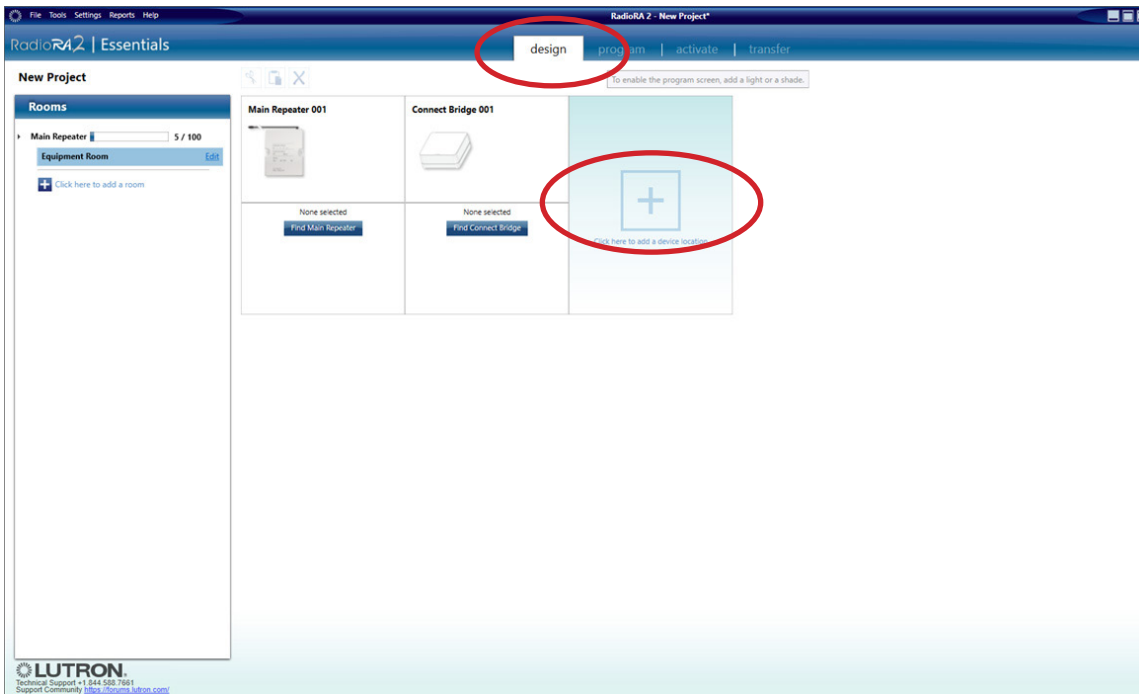 File Tools Settings Reports Help
RadioRA 2 - New Project*
RadioRA2 | Essentials
design
program | activate | transfer
New Project
To enable the program screen, add a light or a shade.
Rooms
Main Repeater 5 / 100
Equipment Room Edit
Click here to add a room
Main Repeater 001
Connect Bridge 001
None selected
Find Main Repeater
None selected
Find Connect Bridge
Click here to add a device location
LUTRON.
Technical Support +1.844.588.7661
Support Community https://forums.lutron.com/